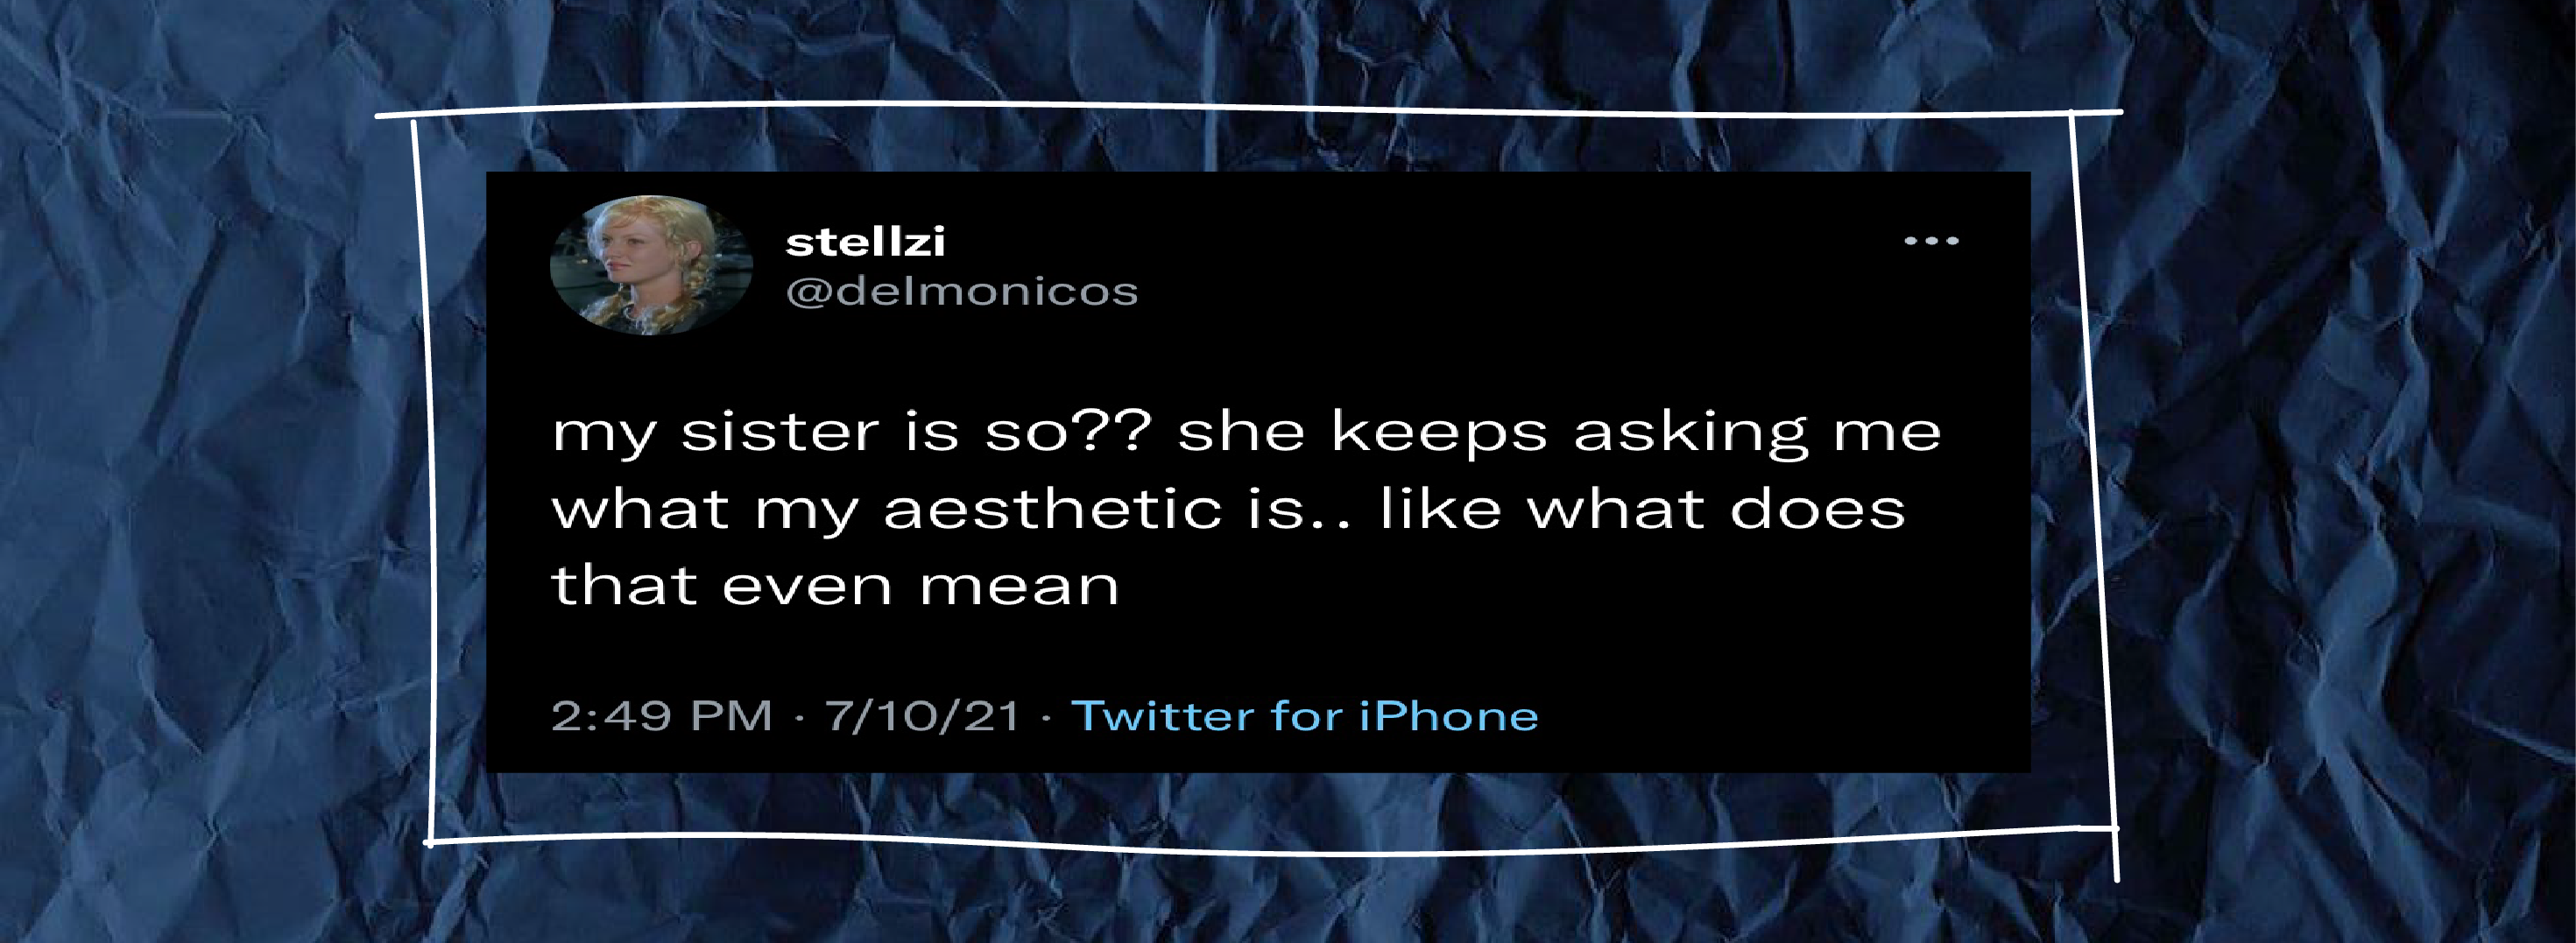 stellzi
@delmonicos
my sister is so?? she keeps asking me
what my aesthetic is.. like what does
that even mean
2:49 PM · 7/10/21 · Twitter for iPhone